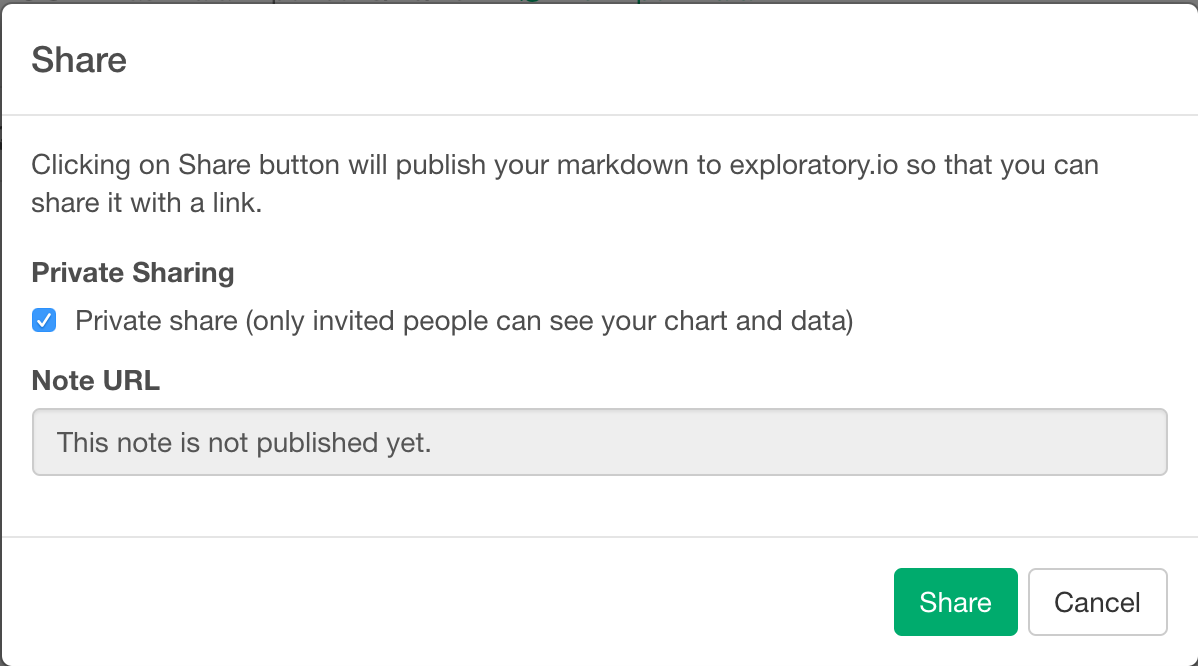 Share
Clicking on Share button will publish your markdown to exploratory.io so that you can
share it with a link.
Private Sharing
Private share (only invited people can see your chart and data)
Note URL
This note is not published yet.
Share Cancel